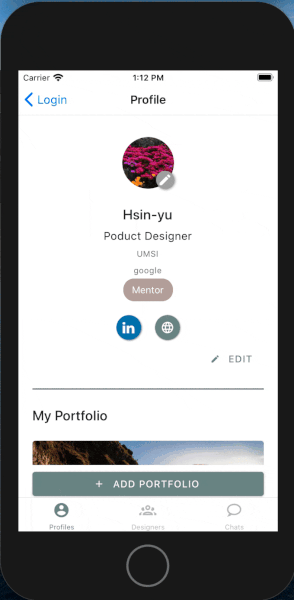 Carrier 1:12 PM
Login Profile
Hsin-yu
Poduct Designer
UMSI
google
Mentor
in
EDIT
My Portfolio
+ ADD PORTFOLIO
Profiles Designers Chats